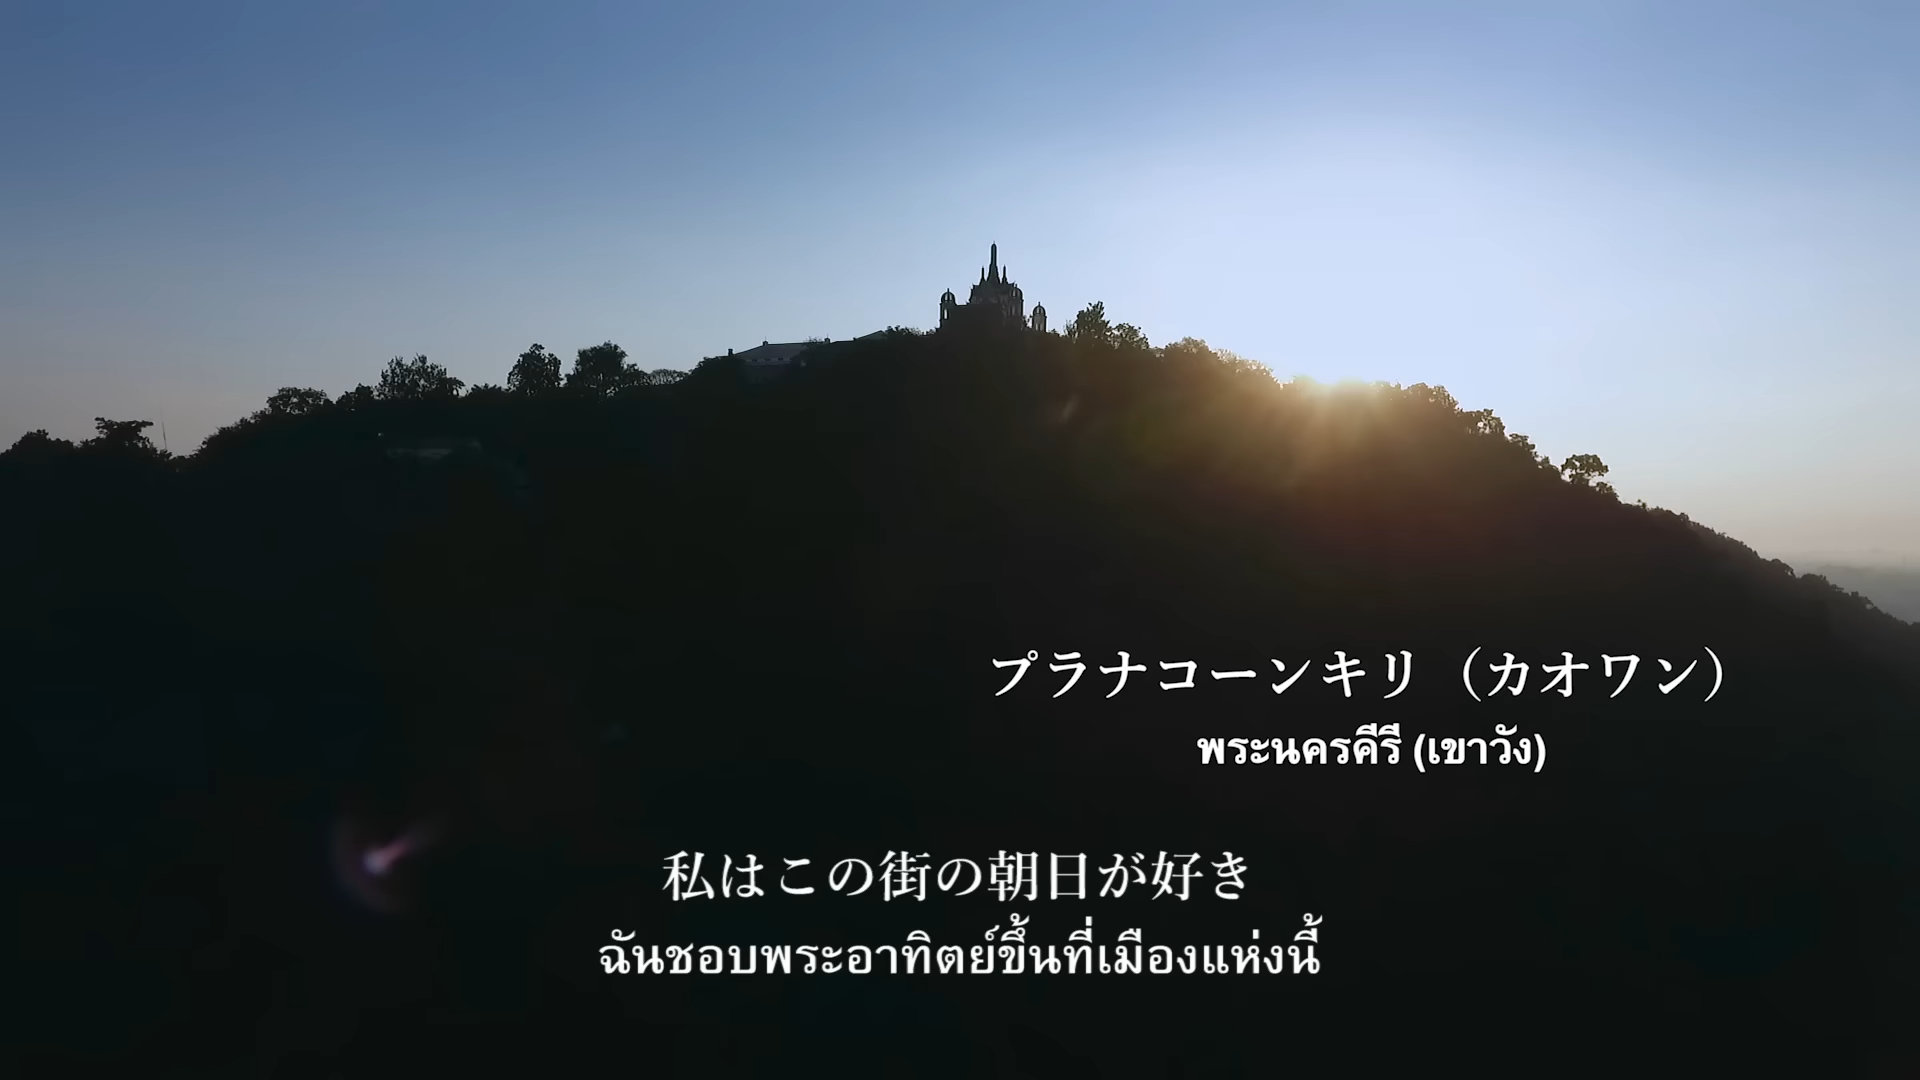 プラナコーンキリ（カオワン）
พระนครคีรี (เขาวัง)
私はこの街の朝日が好き
ฉันชอบพระอาทิตย์ขึ้นที่เมืองแห่งนี้